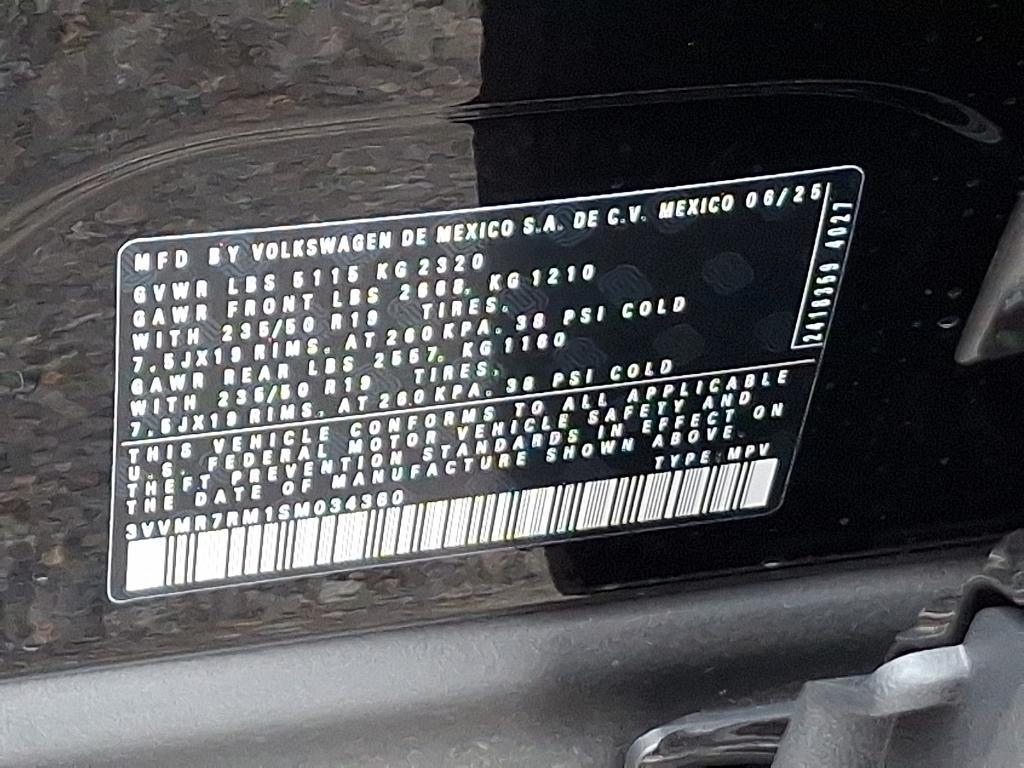 MFD BY VOLKSWAGEN DE MEXICO S.A. DE C.V. MEXICO 06/25
GVWR LBS 5115 KG 2320
GAWR FRONT LBS 2668, KG 1210
WITH 235/50 R19 TIRES,
7.5JX19 RIMS, AT 260 KPA. 38 PSI COLD
GAWR REAR LBS 2557, KG 1160
WITH 235/50 R19 TIRES,
7.5JX19 RIMS, AT 260 KPA. 38 PSI COLD
THIS VEHICLE CONFORMS TO ALL APPLICABLE
U.S. FEDERAL MOTOR VEHICLE SAFETY AND
THEFT PREVENTION STANDARDS IN EFFECT ON
THE DATE OF MANUFACTURE SHOWN ABOVE.
TYPE: MPV
3VVMR7RM1SM034360
2418359 4027